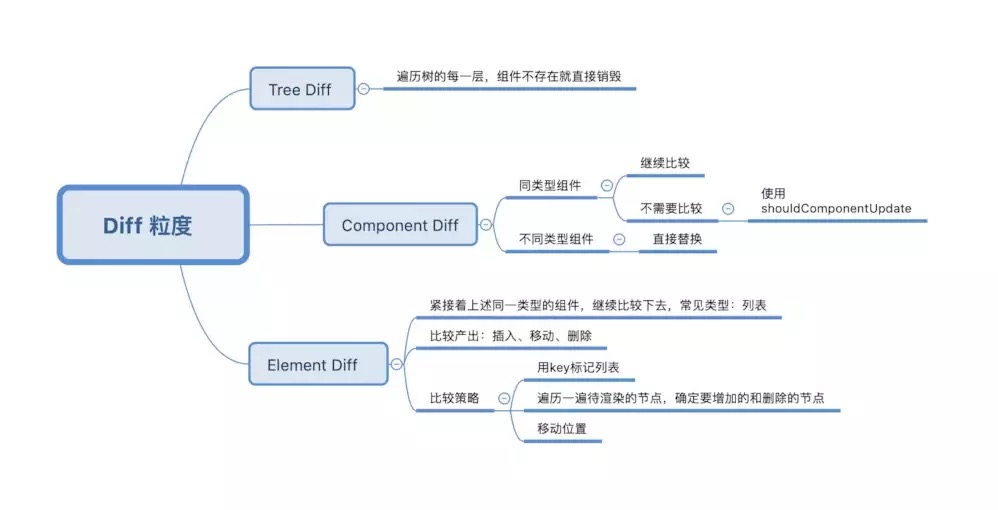 Diff 粒度
Tree Diff
遍历树的每一层，组件不存在就直接销毁
Component Diff
同类型组件
继续比较
不需要比较
使用
shouldComponentUpdate
不同类型组件
直接替换
Element Diff
紧接着上述同一类型的组件，继续比较下去，常见类型：列表
比较产出：插入、移动、删除
比较策略
用key标记列表
遍历一遍待渲染的节点，确定要增加的和删除的节点
移动位置